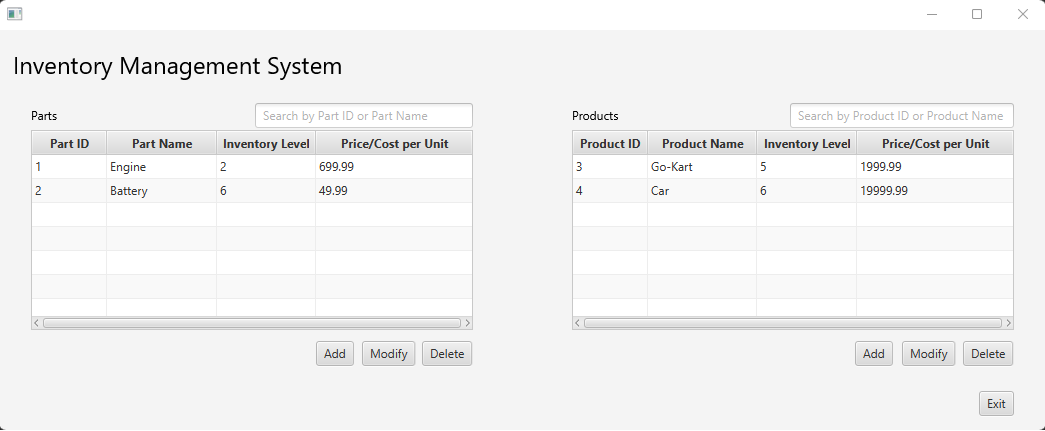 Inventory Management System
Parts
Search by Part ID or Part Name
Part ID Part Name Inventory Level Price/Cost per Unit
1 Engine 2 699.99
2 Battery 6 49.99
Add Modify Delete
Products
Search by Product ID or Product Name
Product ID Product Name Inventory Level Price/Cost per Unit
3 Go-Kart 5 1999.99
4 Car 6 19999.99
Add Modify Delete
Exit